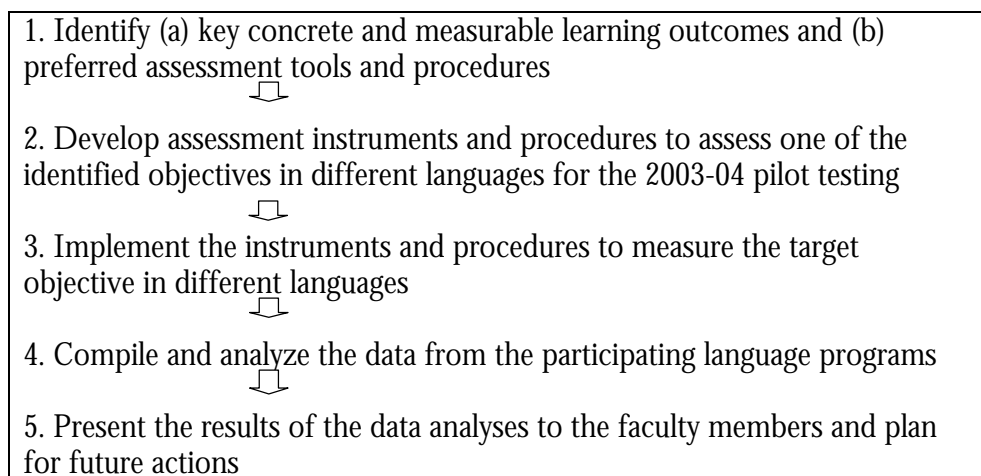 1. Identify (a) key concrete and measurable learning outcomes and (b)
preferred assessment tools and procedures
2. Develop assessment instruments and procedures to assess one of the
identified objectives in different languages for the 2003-04 pilot testing
3. Implement the instruments and procedures to measure the target
objective in different languages
4. Compile and analyze the data from the participating language programs
5. Present the results of the data analyses to the faculty members and plan
for future actions